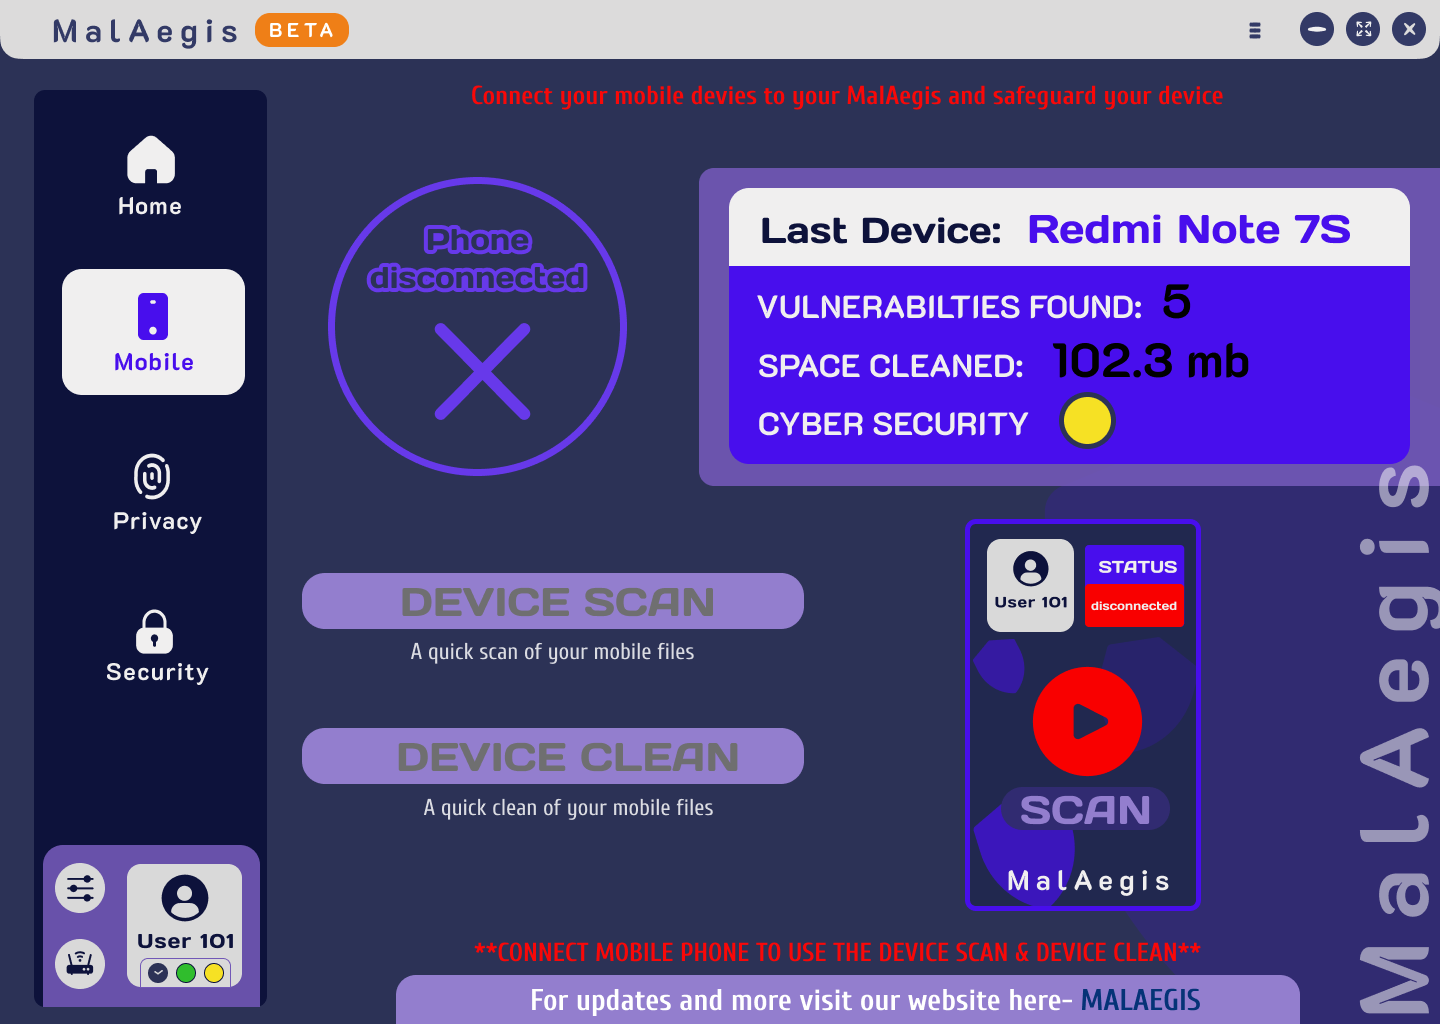 MalAegis BETA
Connect your mobile devies to your MalAegis and safeguard your device
Home
Mobile
Privacy
Security
User 101
Phone
disconnected
Last Device: Redmi Note 7S
VULNERABILTIES FOUND: 5
SPACE CLEANED: 102.3 mb
CYBER SECURITY
DEVICE SCAN
A quick scan of your mobile files
DEVICE CLEAN
A quick clean of your mobile files
User 101
STATUS
disconnected
SCAN
MalAegis
MalAegis
**CONNECT MOBILE PHONE TO USE THE DEVICE SCAN & DEVICE CLEAN**
For updates and more visit our website here- MALAEGIS